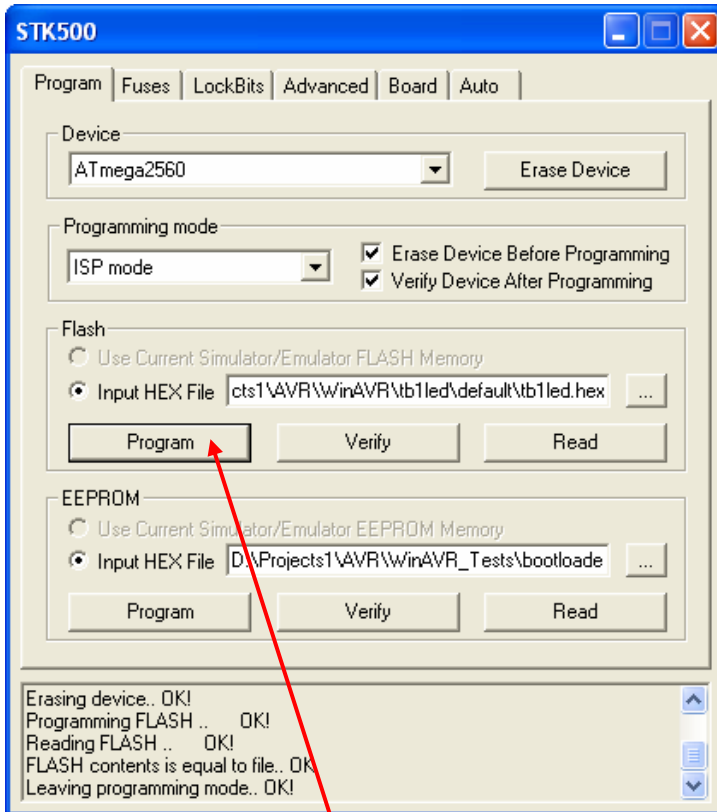 STK500
Program Fuses LockBits Advanced Board Auto
Device
ATmega2560 Erase Device
Programming mode
ISP mode
Erase Device Before Programming
Verify Device After Programming
Flash
Use Current Simulator/Emulator FLASH Memory
Input HEX File cts1\AVR\WinAVR\tb1led\default\tb1led.hex ...
Program Verify Read
EEPROM
Use Current Simulator/Emulator EEPROM Memory
Input HEX File D:\Projects1\AVR\WinAVR_Tests\bootloade ...
Program Verify Read
Erasing device.. OK!
Programming FLASH .. OK!
Reading FLASH .. OK!
FLASH contents is equal to file.. OK
Leaving programming mode.. OK!